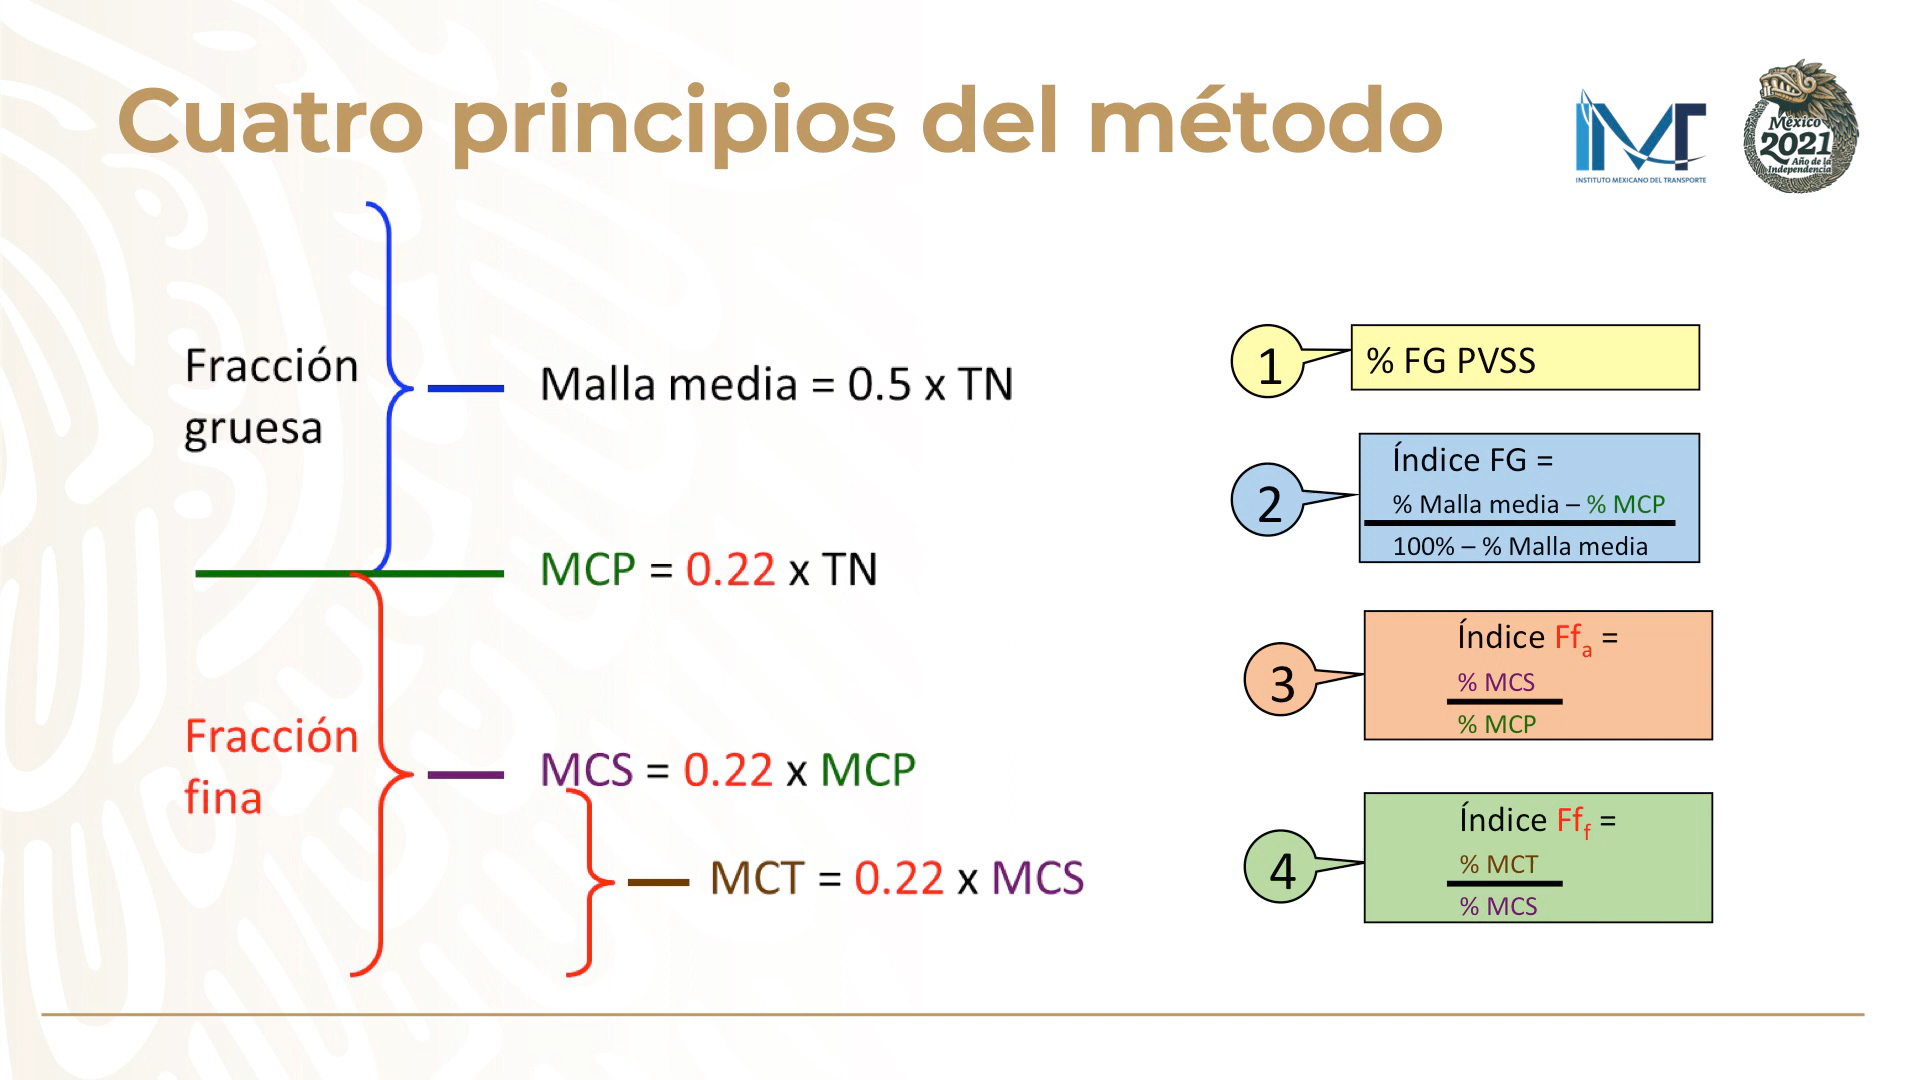 Cuatro principios del método
INSTITUTO MEXICANO DEL TRANSPORTE
México
2021
Año de la
Independencia
Fracción
gruesa
Malla media = 0.5 x TN
MCP = 0.22 x TN
Fracción
fina
MCS = 0.22 x MCP
MCT = 0.22 x MCS
1
% FG PVSS
2
Índice FG =
% Malla media – % MCP
100% – % Malla media
3
Índice Ffa =
% MCS
% MCP
4
Índice Fff =
% MCT
% MCS